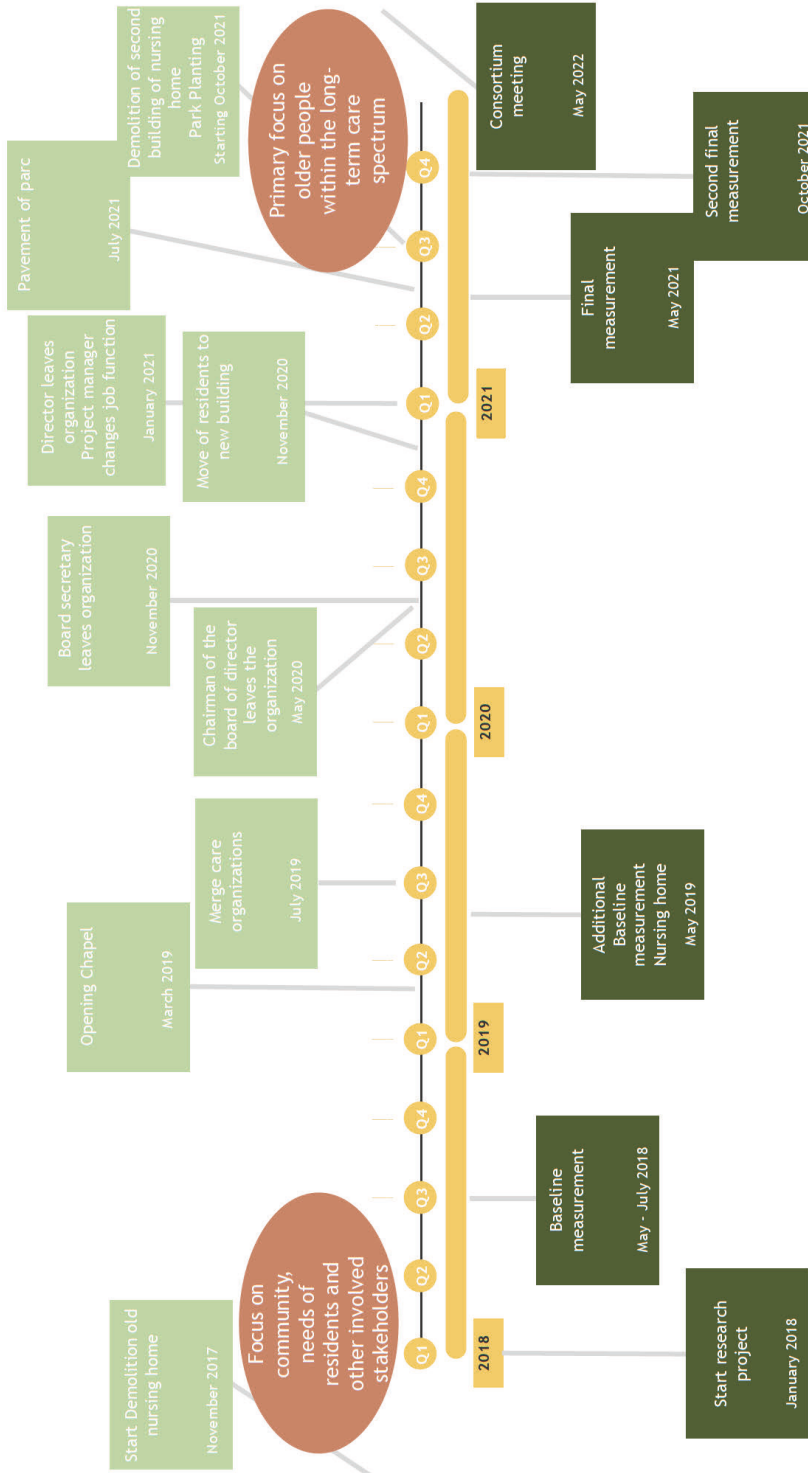 Start Demolition old
nursing home
November 2017
Opening Chapel
March 2019
Merge care
organizations
July 2019
Board secretary
leaves organization
November 2020
Chairman of the
board of director
leaves the
organization
May 2020
Director leaves
organization
Project manager
changes job function
January 2021
Move of residents to
new building
November 2020
Pavement of parc
July 2021
Demolition of second
building of nursing
home
Park Planting
Starting October 2021
Focus on
community,
needs of
residents and
other involved
stakeholders
Primary focus on
older people
within the long-
term care
spectrum
Q1
Q2
Q3
Q4
Q1
Q2
Q3
Q4
Q1
Q2
Q3
Q4
Q1
Q2
Q3
Q4
2018
2019
2020
2021
Start research
project
January 2018
Baseline
measurement
May - July 2018
Additional
Baseline
measurement
Nursing home
May 2019
Final
measurement
May 2021
Second final
measurement
October 2021
Consortium
meeting
May 2022